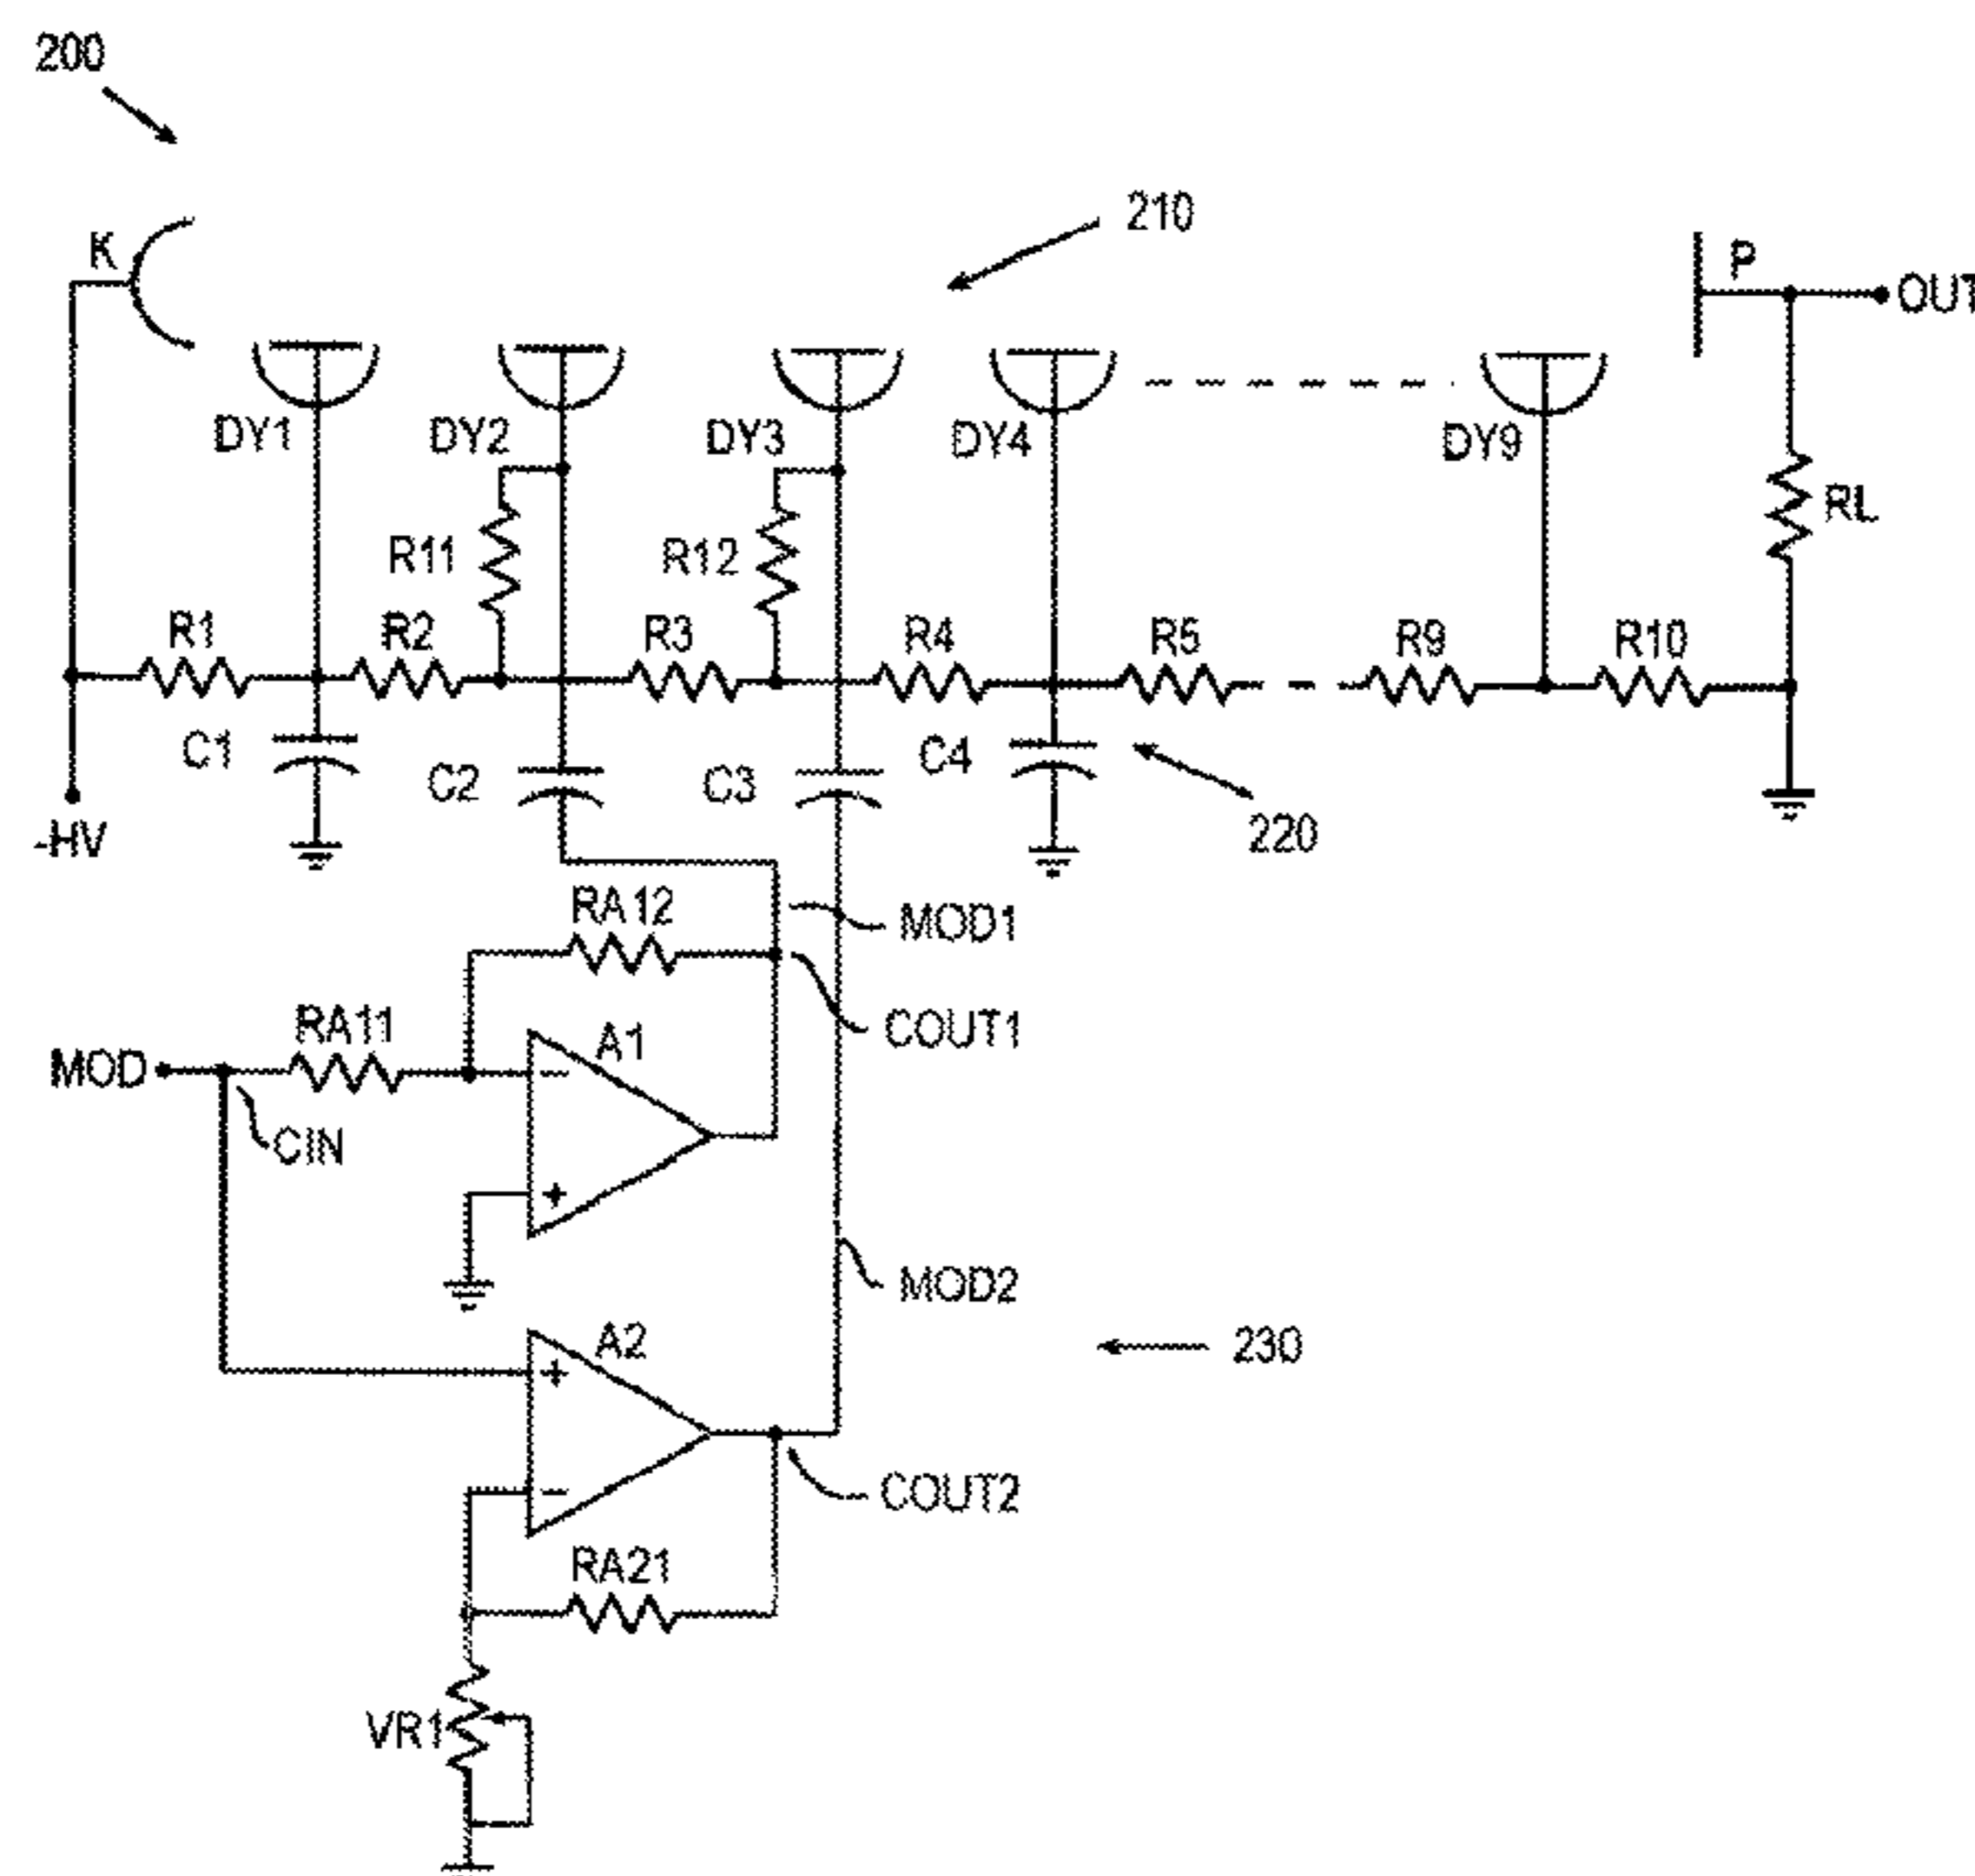 200
210
K
P
OUT
DY1
DY2
DY3
DY4
DY9
RL
R11
R12
R1
R2
R3
R4
R5
R9
R10
C1
C2
C3
C4
-HV
220
RA12
MOD1
RA11
A1
COUT1
MOD
-
CIN
+
MOD2
A2
230
+
-
COUT2
RA21
VR1